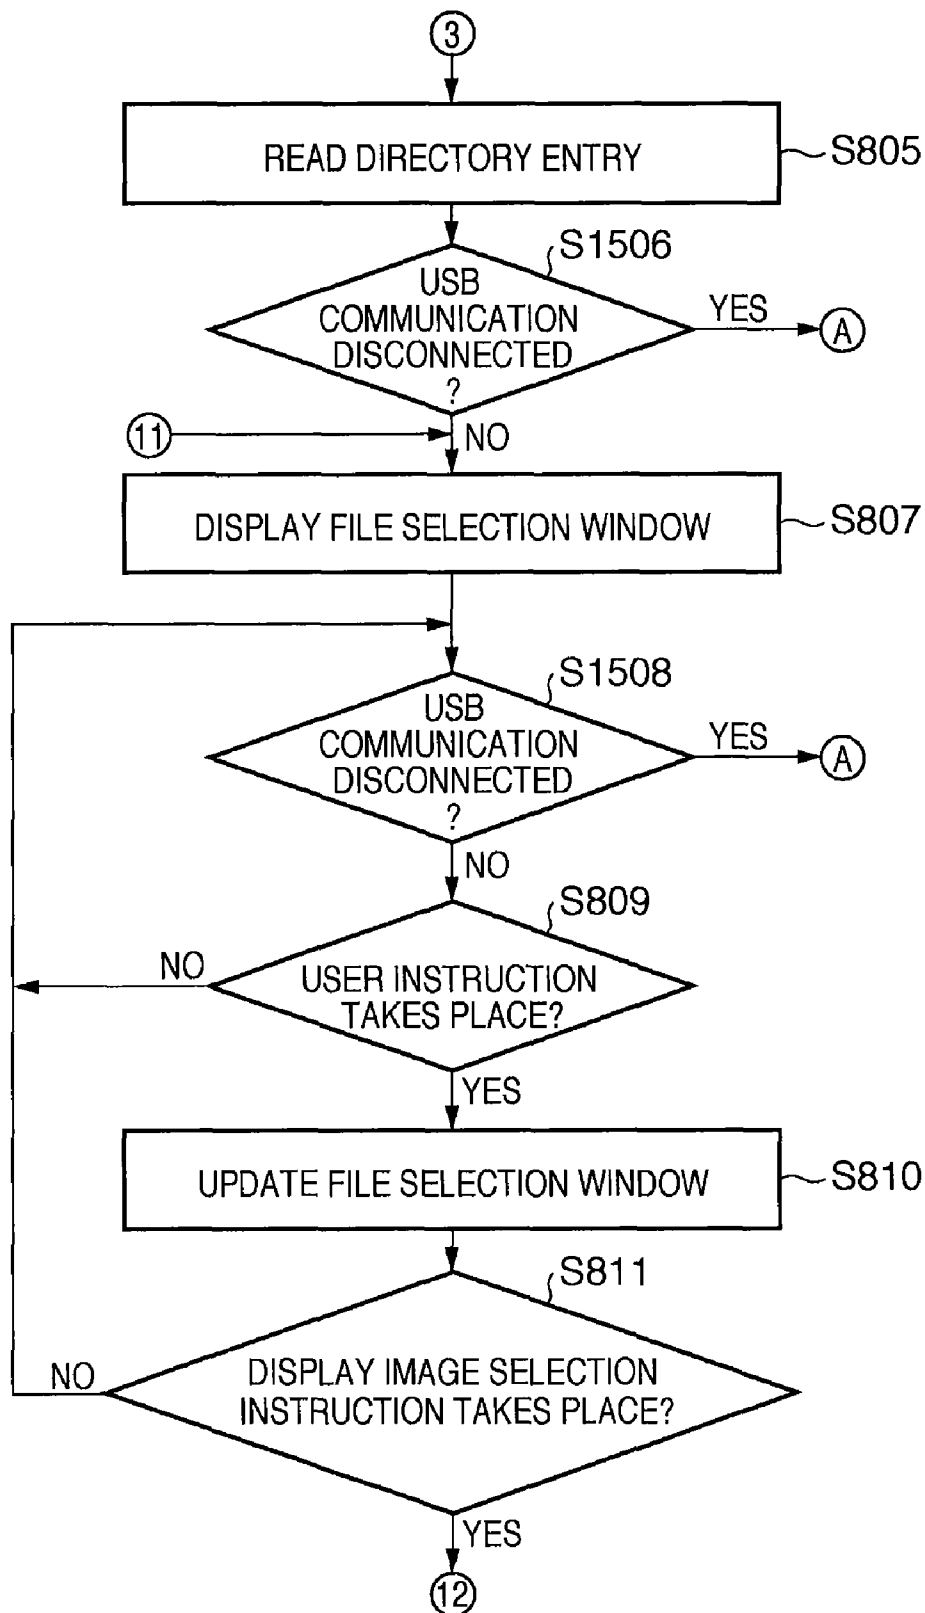 3
READ DIRECTORY ENTRY
S805
S1506
USB
COMMUNICATION
DISCONNECTED
?
YES
A
11
NO
DISPLAY FILE SELECTION WINDOW
S807
S1508
USB
COMMUNICATION
DISCONNECTED
?
YES
A
NO
S809
NO
USER INSTRUCTION
TAKES PLACE?
YES
UPDATE FILE SELECTION WINDOW
S810
S811
NO
DISPLAY IMAGE SELECTION
INSTRUCTION TAKES PLACE?
YES
12